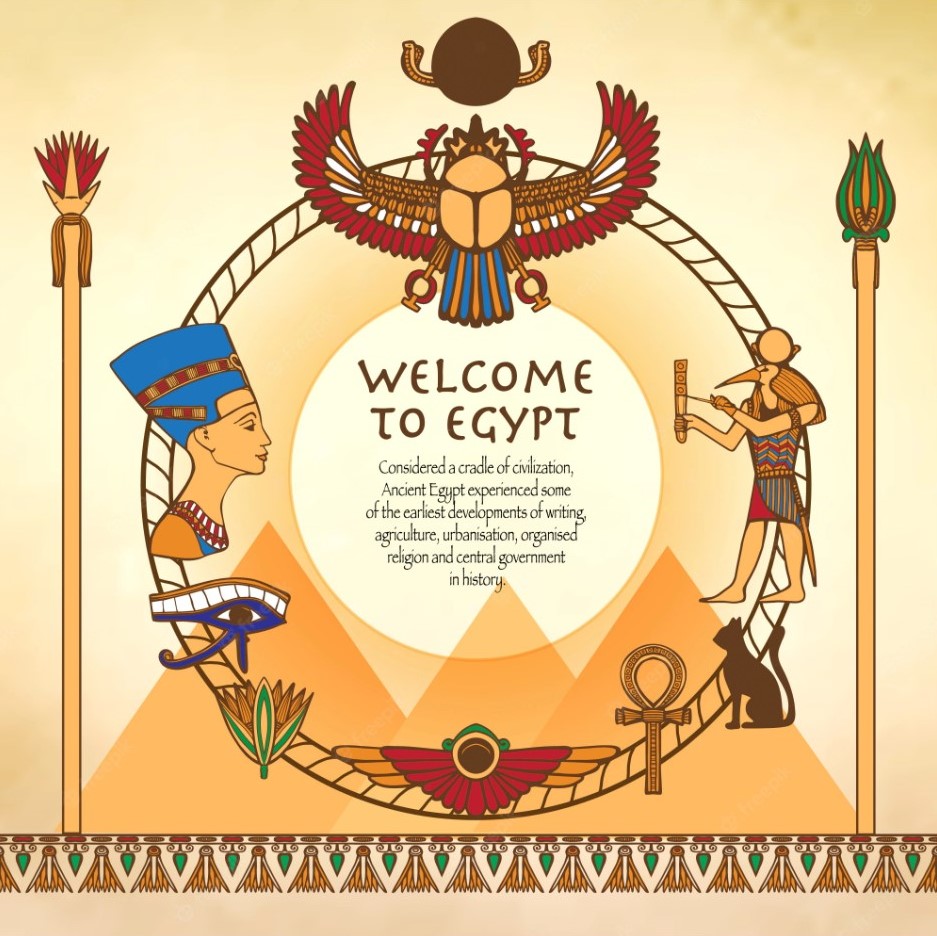 WELCOME
TO EGYPT
Considered a cradle of civilization,
Ancient Egypt experienced some
of the earliest developments of writing,
agriculture, urbanisation, organised
religion and central government
in history.